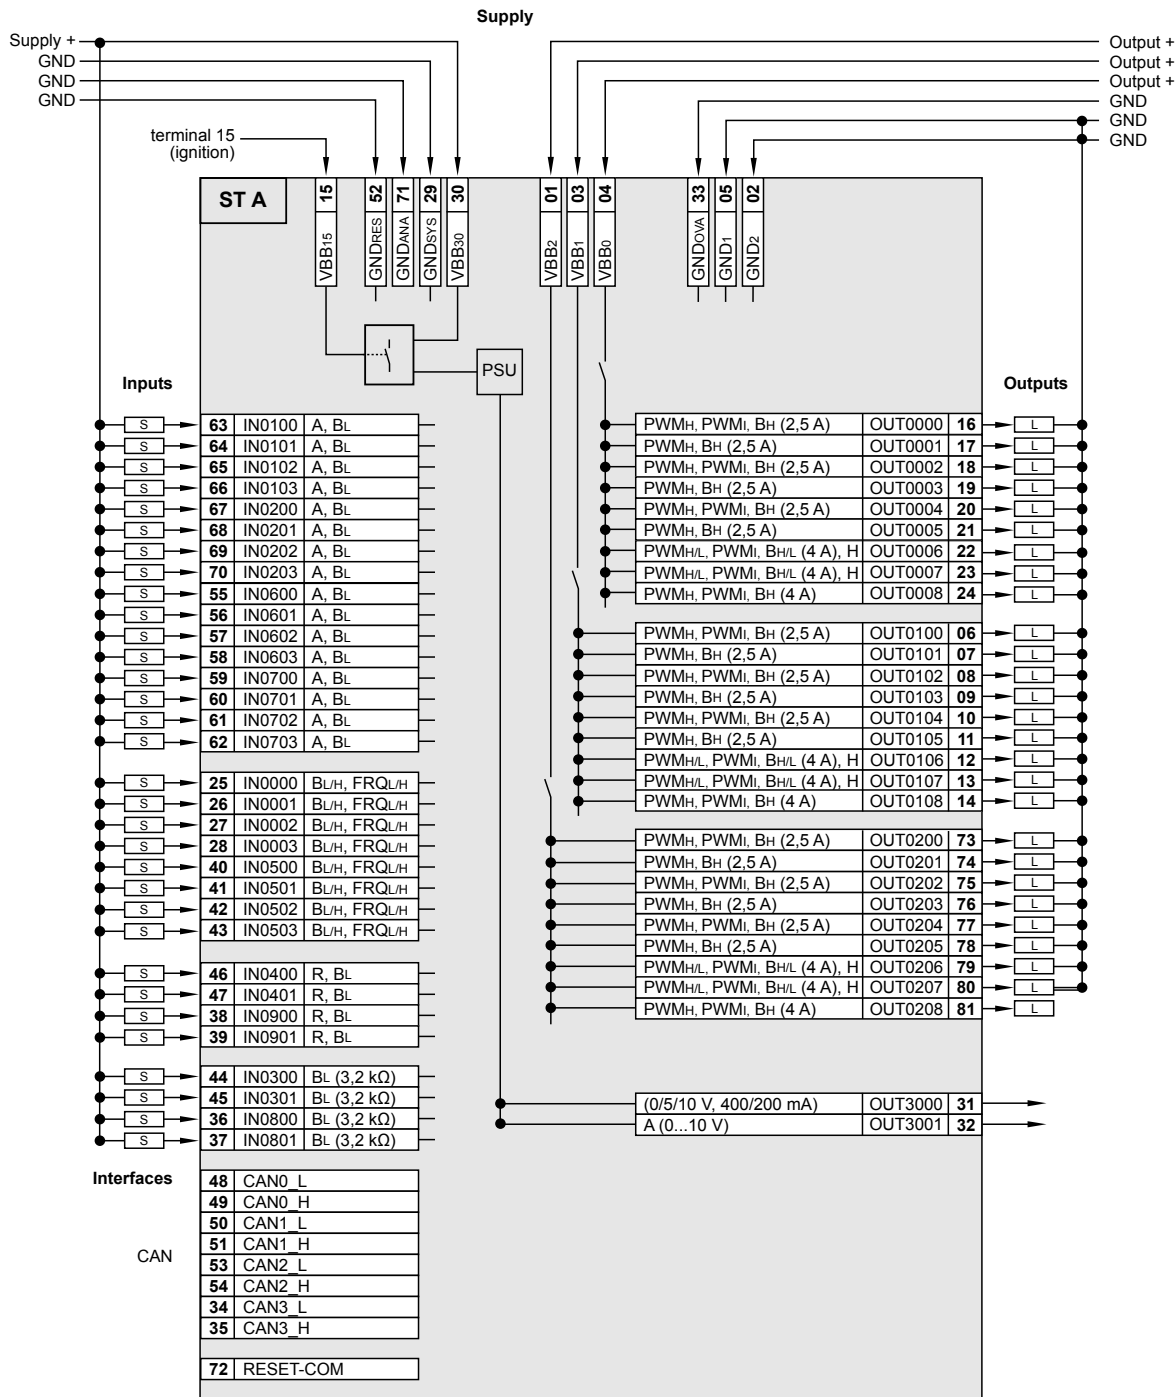 Supply
Supply +
GND
GND
GND
terminal 15
(ignition)
Output +
Output +
Output +
GND
GND
GND
ST A
15 VBB15
52 GNDRES
71 GNDANA
29 GNDSYS
30 VBB30
01 VBB2
03 VBB1
04 VBB0
33 GNDOVA
05 GND1
02 GND2
PSU
Inputs
S 63 IN0100 A, BL
S 64 IN0101 A, BL
S 65 IN0102 A, BL
S 66 IN0103 A, BL
S 67 IN0200 A, BL
S 68 IN0201 A, BL
S 69 IN0202 A, BL
S 70 IN0203 A, BL
S 55 IN0600 A, BL
S 56 IN0601 A, BL
S 57 IN0602 A, BL
S 58 IN0603 A, BL
S 59 IN0700 A, BL
S 60 IN0701 A, BL
S 61 IN0702 A, BL
S 62 IN0703 A, BL
S 25 IN0000 BL/H, FRQL/H
S 26 IN0001 BL/H, FRQL/H
S 27 IN0002 BL/H, FRQL/H
S 28 IN0003 BL/H, FRQL/H
S 40 IN0500 BL/H, FRQL/H
S 41 IN0501 BL/H, FRQL/H
S 42 IN0502 BL/H, FRQL/H
S 43 IN0503 BL/H, FRQL/H
S 46 IN0400 R, BL
S 47 IN0401 R, BL
S 38 IN0900 R, BL
S 39 IN0901 R, BL
S 44 IN0300 BL (3,2 kΩ)
S 45 IN0301 BL (3,2 kΩ)
S 36 IN0800 BL (3,2 kΩ)
S 37 IN0801 BL (3,2 kΩ)
Interfaces
CAN
48 CAN0_L
49 CAN0_H
50 CAN1_L
51 CAN1_H
53 CAN2_L
54 CAN2_H
34 CAN3_L
35 CAN3_H
72 RESET-COM
Outputs
PWMH, PWMI, BH (2,5 A) OUT0000 16 L
PWMH, BH (2,5 A) OUT0001 17 L
PWMH, PWMI, BH (2,5 A) OUT0002 18 L
PWMH, BH (2,5 A) OUT0003 19 L
PWMH, PWMI, BH (2,5 A) OUT0004 20 L
PWMH, BH (2,5 A) OUT0005 21 L
PWMH/L, PWMI, BH/L (4 A), H OUT0006 22 L
PWMH/L, PWMI, BH/L (4 A), H OUT0007 23 L
PWMH, PWMI, BH (4 A) OUT0008 24 L
PWMH, PWMI, BH (2,5 A) OUT0100 06 L
PWMH, BH (2,5 A) OUT0101 07 L
PWMH, PWMI, BH (2,5 A) OUT0102 08 L
PWMH, BH (2,5 A) OUT0103 09 L
PWMH, PWMI, BH (2,5 A) OUT0104 10 L
PWMH, BH (2,5 A) OUT0105 11 L
PWMH/L, PWMI, BH/L (4 A), H OUT0106 12 L
PWMH/L, PWMI, BH/L (4 A), H OUT0107 13 L
PWMH, PWMI, BH (4 A) OUT0108 14 L
PWMH, PWMI, BH (2,5 A) OUT0200 73 L
PWMH, BH (2,5 A) OUT0201 74 L
PWMH, PWMI, BH (2,5 A) OUT0202 75 L
PWMH, BH (2,5 A) OUT0203 76 L
PWMH, PWMI, BH (2,5 A) OUT0204 77 L
PWMH, BH (2,5 A) OUT0205 78 L
PWMH/L, PWMI, BH/L (4 A), H OUT0206 79 L
PWMH/L, PWMI, BH/L (4 A), H OUT0207 80 L
PWMH, PWMI, BH (4 A) OUT0208 81 L
(0/5/10 V, 400/200 mA) OUT3000 31
A (0...10 V) OUT3001 32